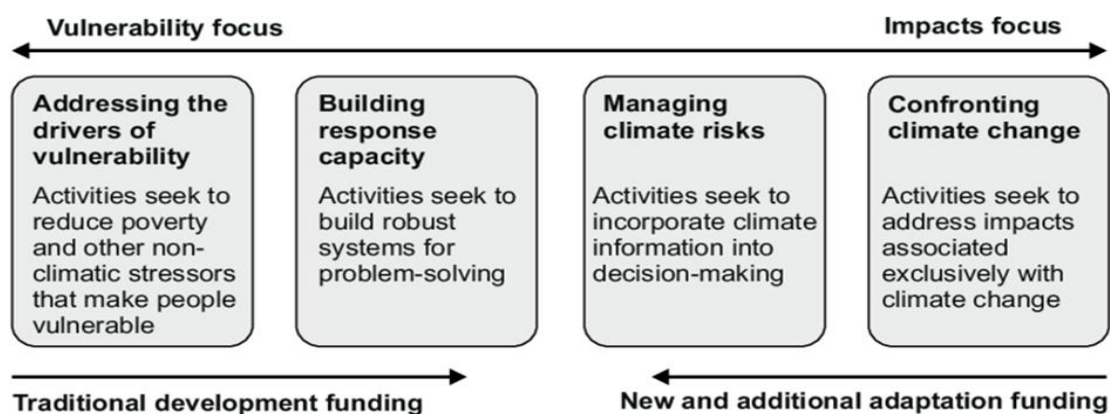 Vulnerability focus
Impacts focus
Addressing the
drivers of
vulnerability
Activities seek to
reduce poverty
and other non-
climatic stressors
that make people
vulnerable
Building
response
capacity
Activities seek to
build robust
systems for
problem-solving
Managing
climate risks
Activities seek to
incorporate climate
information into
decision-making
Confronting
climate change
Activities seek to
address impacts
associated
exclusively with
climate change
Traditional development funding
New and additional adaptation funding